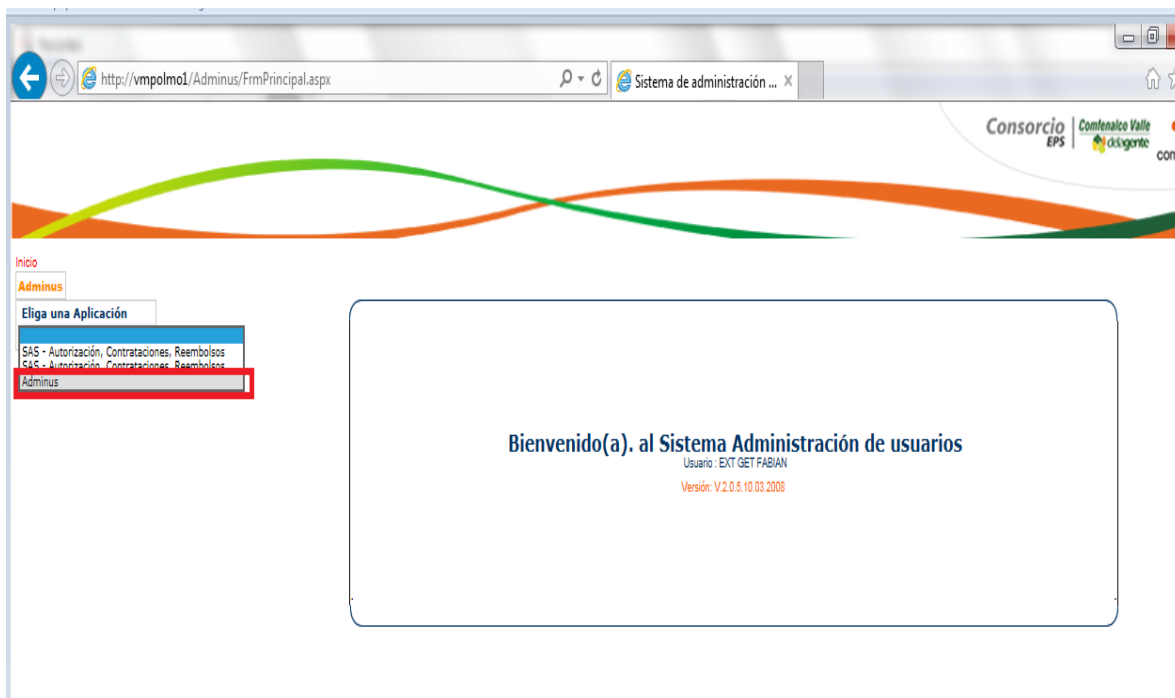 http://vmpolmo1/Adminus/FrmPrincipal.aspx
Sistema de administración ...
Consorcio
EPS
Comfenalco Valle
delagente
com
Inicio
Adminus
Eliga una Aplicación
SAS - Autorización, Contrataciones, Reembolsos
SAS - Autorización, Contrataciones, Reembolsos
Adminus
Bienvenido(a). al Sistema Administración de usuarios
Usuario : EXT GET FABIAN
Versión: V.2.0.5.10.03.2008